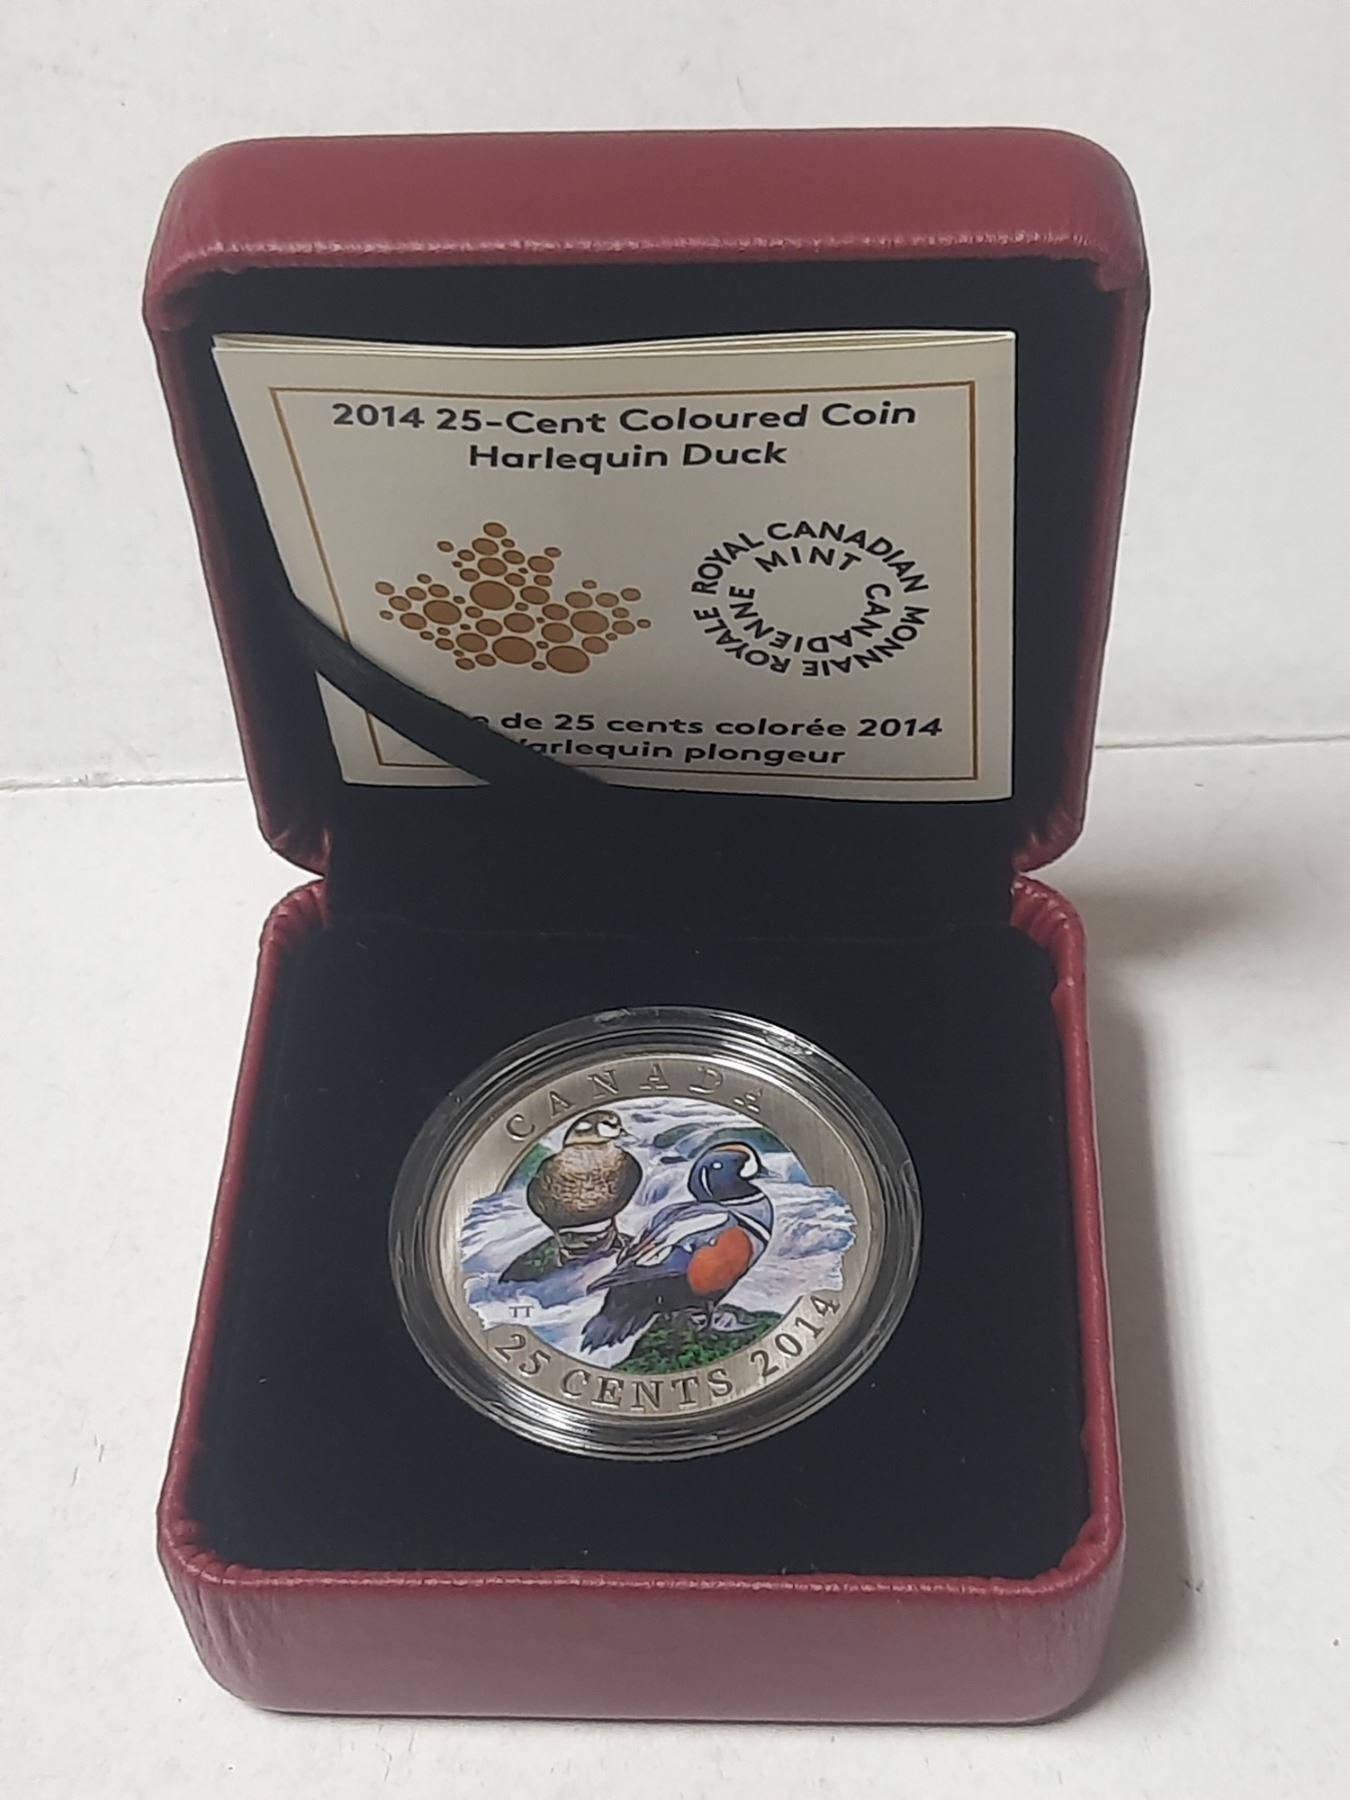 2014 25-Cent Coloured Coin
Harlequin Duck
ROYAL CANADIAN MINT
MONNAIE ROYALE CANADIENNE
de 25 cents colorée 2014
arlequin plongeur
CANADA
TT
25 CENTS 2014